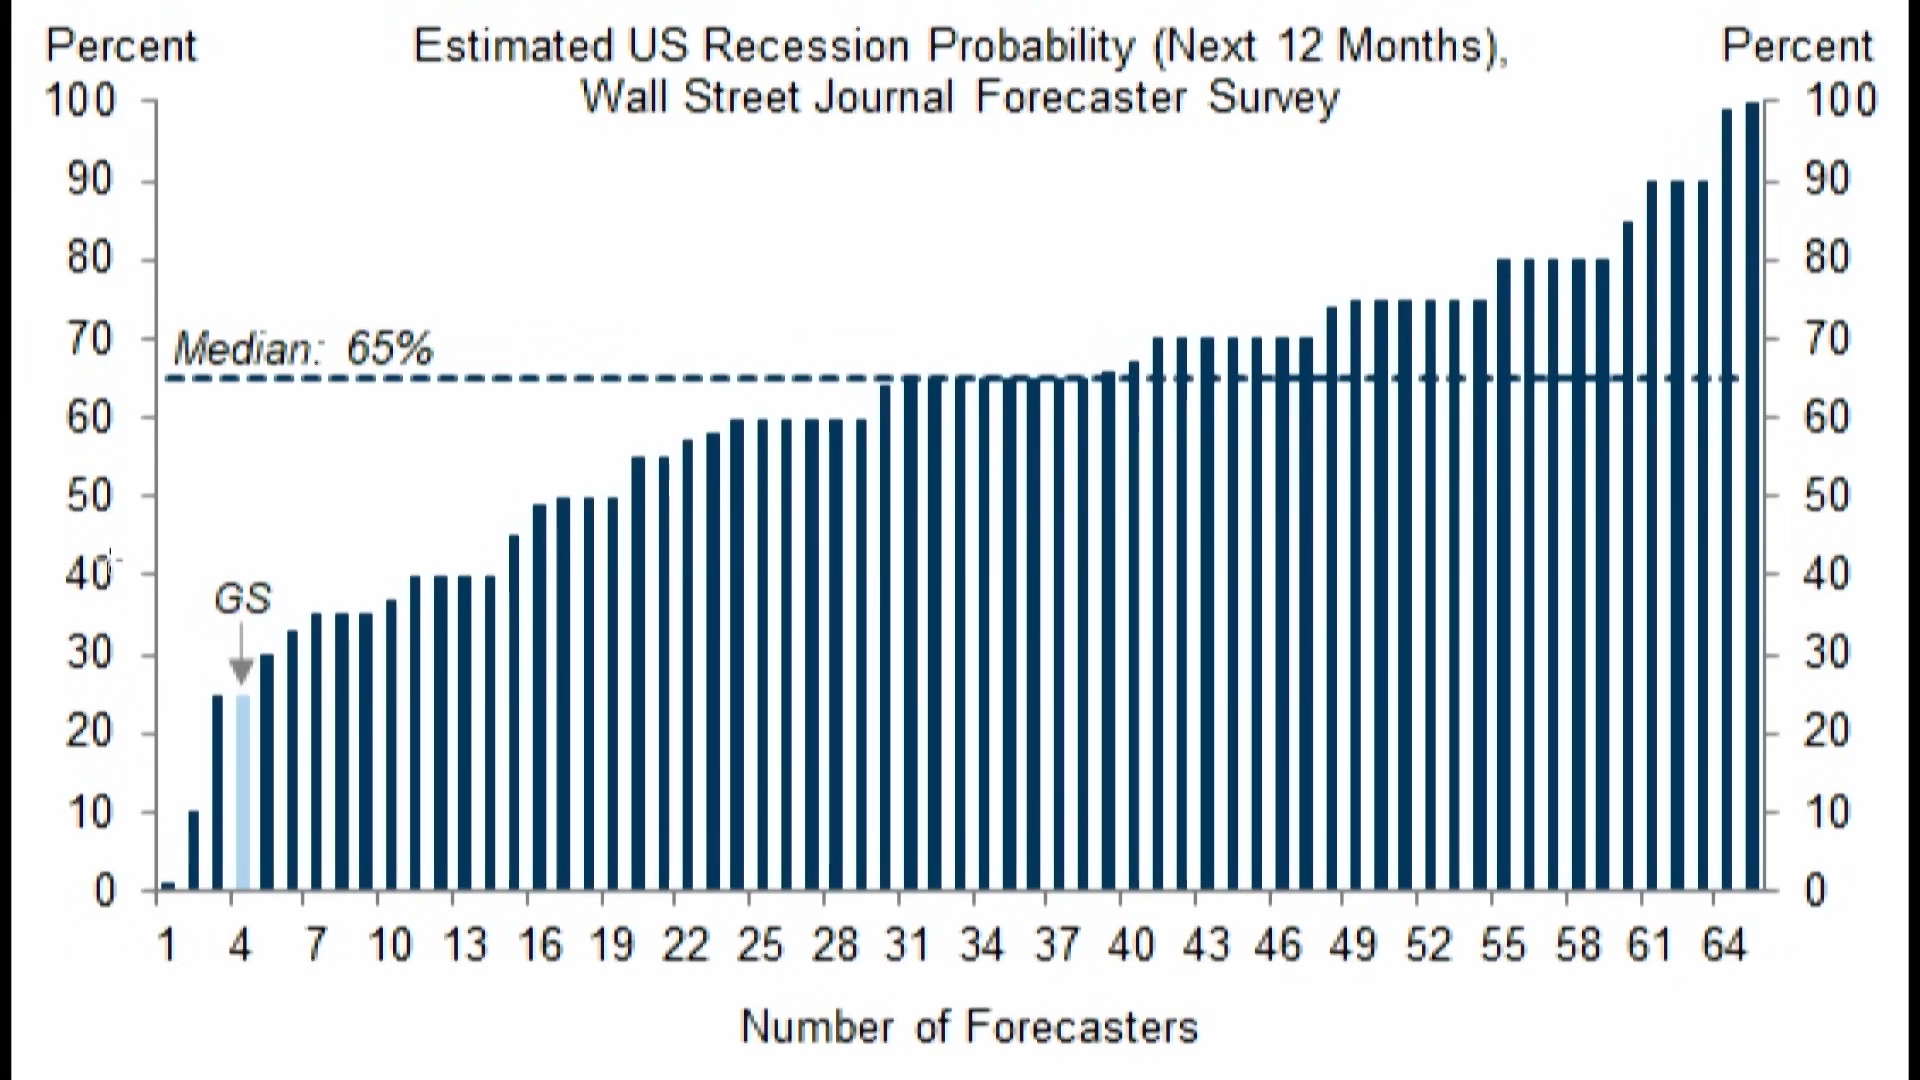 Percent
Estimated US Recession Probability (Next 12 Months),
Wall Street Journal Forecaster Survey
Percent
100
90
80
70
60
50
40
30
20
10
0
Median: 65%
GS
100
90
80
70
60
50
40
30
20
10
0
1 4 7 10 13 16 19 22 25 28 31 34 37 40 43 46 49 52 55 58 61 64
Number of Forecasters